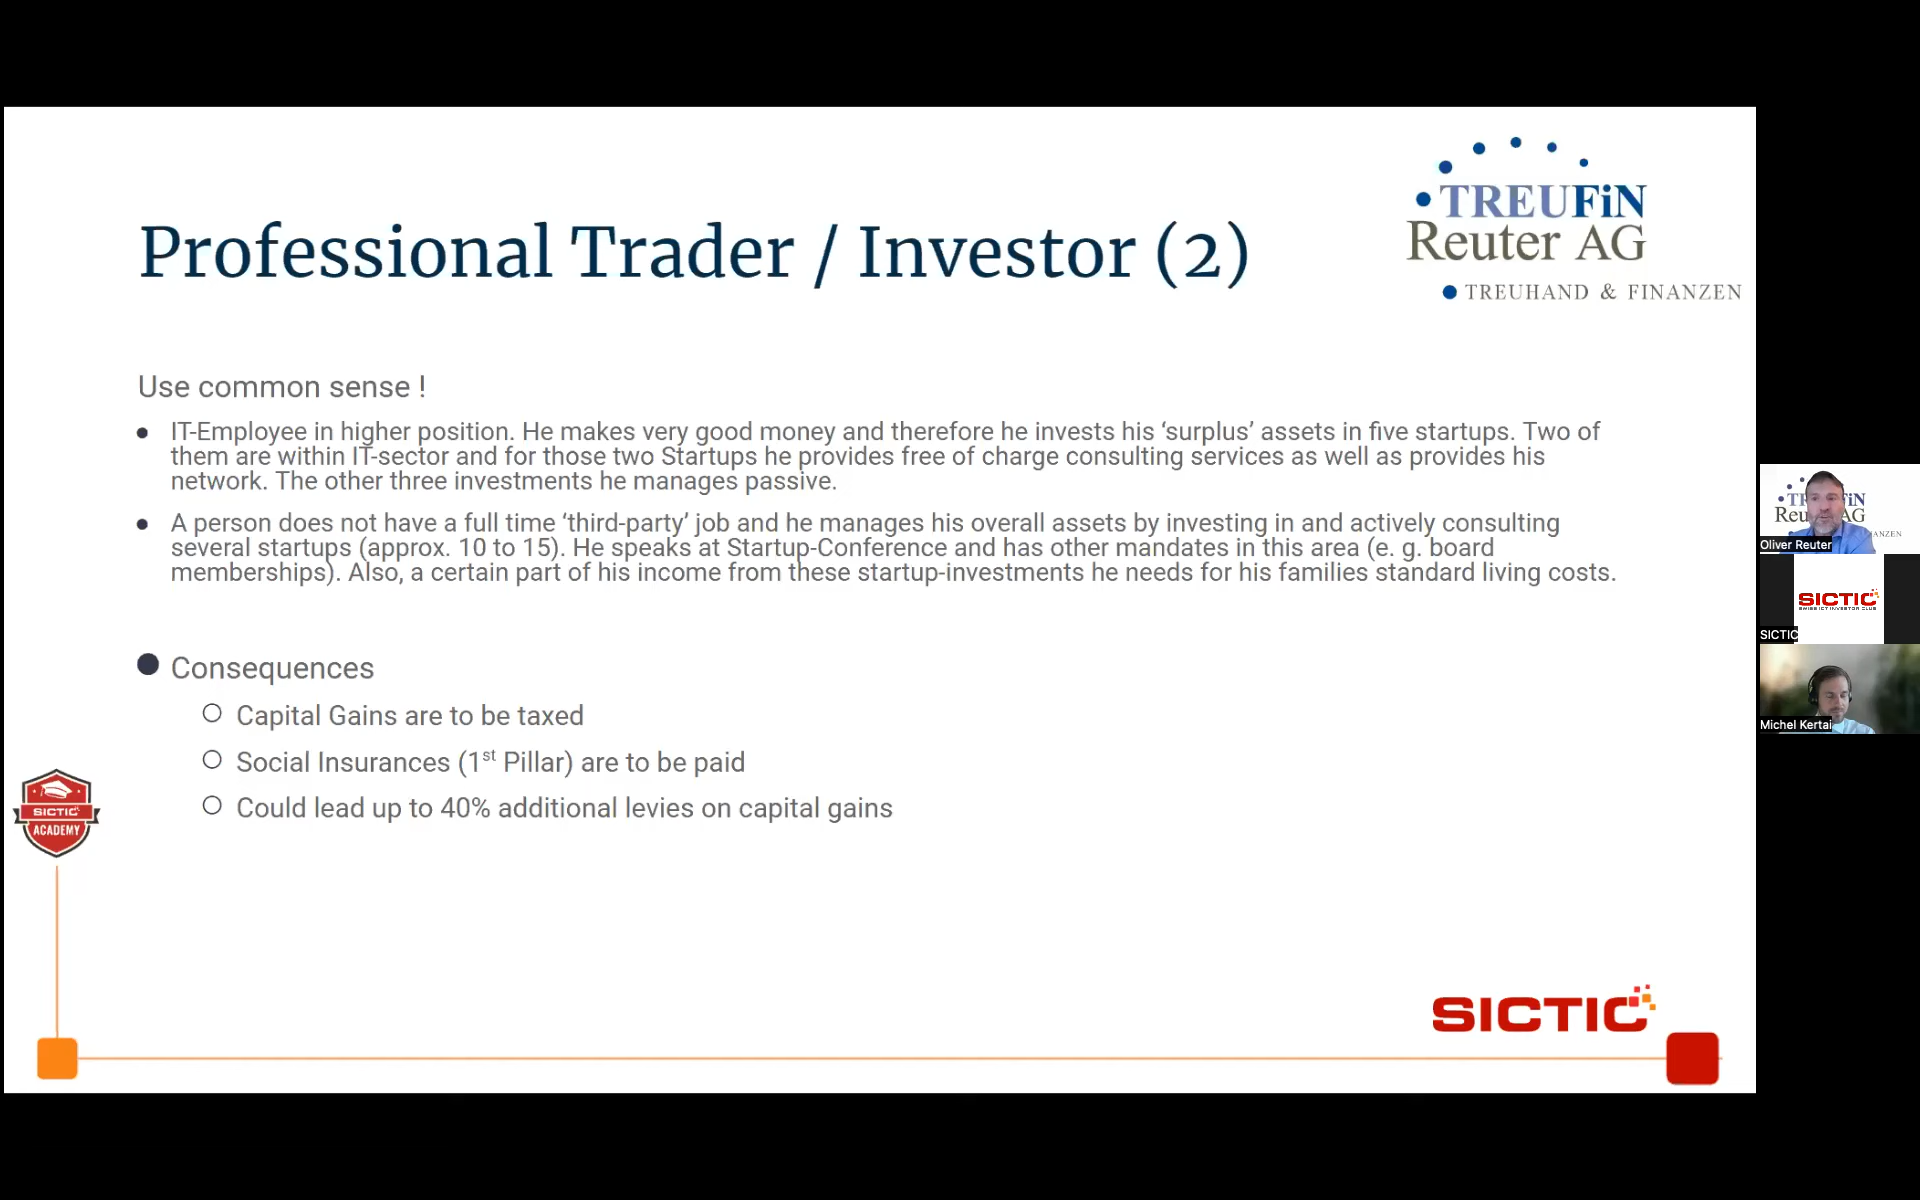 TREUFiN
Reuter AG
TREUHAND & FINANZEN
Professional Trader / Investor (2)
Use common sense !
● IT-Employee in higher position. He makes very good money and therefore he invests his ‘surplus’ assets in five startups. Two of
them are within IT-sector and for those two Startups he provides free of charge consulting services as well as provides his
network. The other three investments he manages passive.
● A person does not have a full time ‘third-party’ job and he manages his overall assets by investing in and actively consulting
several startups (approx. 10 to 15). He speaks at Startup-Conference and has other mandates in this area (e. g. board
memberships). Also, a certain part of his income from these startup-investments he needs for his families standard living costs.
● Consequences
○ Capital Gains are to be taxed
○ Social Insurances (1st Pillar) are to be paid
○ Could lead up to 40% additional levies on capital gains
SICTIC
ACADEMY
SICTIC
Oliver Reuter
SICTIC
SWISS ICT INVESTOR CLUB
SICTIC
Michel Kertai